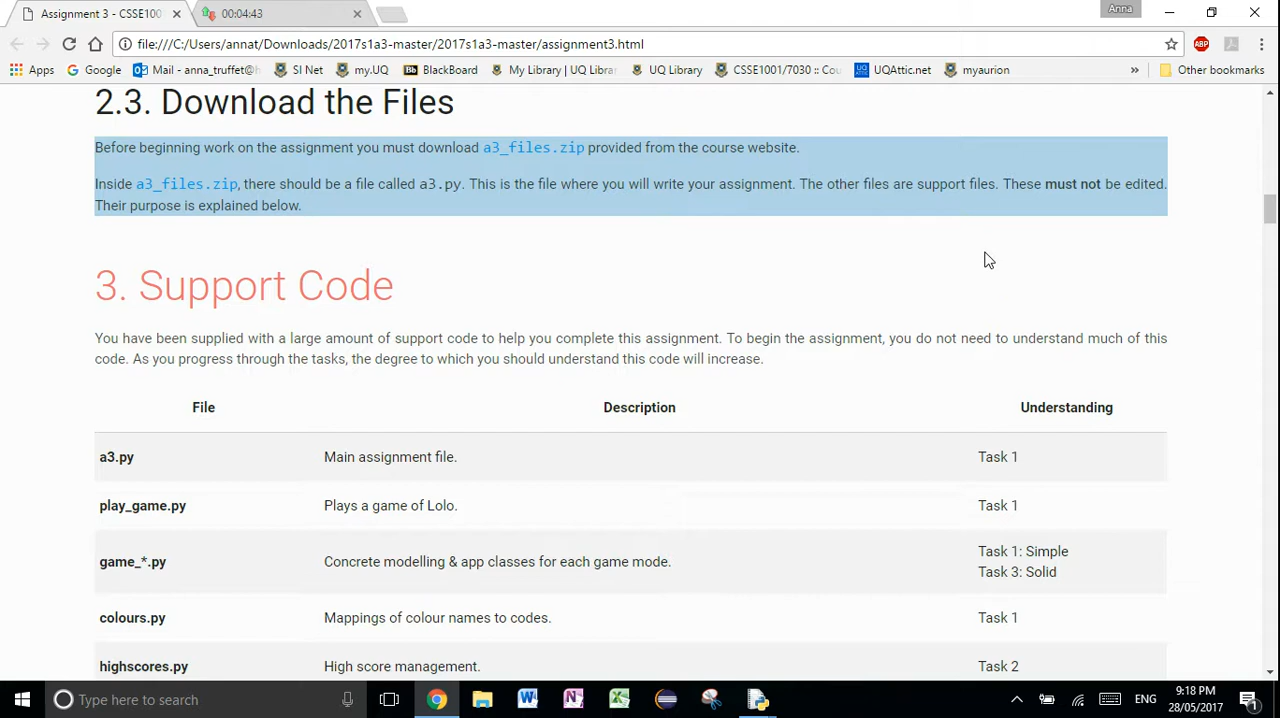 Assignment 3 - CSSE100
00:04:43
Anna
file:///C:/Users/annat/Downloads/2017s1a3-master/2017s1a3-master/assignment3.html
ABP
Apps
Google
Mail - anna_truffet@h
SI Net
my.UQ
Bb BlackBoard
My Library | UQ Libra
UQ Library
CSSE1001/7030 :: Cou
UQAttic.net
myaurion
»
Other bookmarks
2.3. Download the Files
Before beginning work on the assignment you must download a3_files.zip provided from the course website.
Inside a3_files.zip, there should be a file called a3.py. This is the file where you will write your assignment. The other files are support files. These must not be edited.
Their purpose is explained below.
3. Support Code
You have been supplied with a large amount of support code to help you complete this assignment. To begin the assignment, you do not need to understand much of this
code. As you progress through the tasks, the degree to which you should understand this code will increase.
File Description Understanding
a3.py Main assignment file. Task 1
play_game.py Plays a game of Lolo. Task 1
game_*.py Concrete modelling & app classes for each game mode. Task 1: Simple
Task 3: Solid
colours.py Mappings of colour names to codes. Task 1
highscores.py High score management. Task 2
Type here to search
ENG
9:18 PM
28/05/2017
1